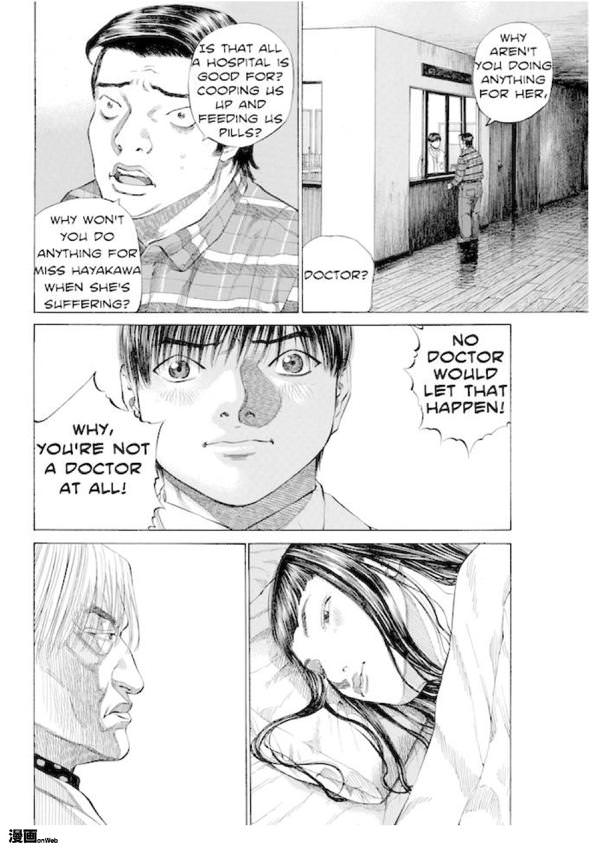 WHY
AREN'T
YOU DOING
ANYTHING
FOR HER,
DOCTOR?
IS THAT ALL
A HOSPITAL IS
GOOD FOR?
COOPING US
UP AND
FEEDING US
PILLS?
WHY WON'T
YOU DO
ANYTHING FOR
MISS HAYAKAWA
WHEN SHE'S
SUFFERING?
NO
DOCTOR
WOULD
LET THAT
HAPPEN!
WHY,
YOU'RE NOT
A DOCTOR
AT ALL!
漫画onWeb